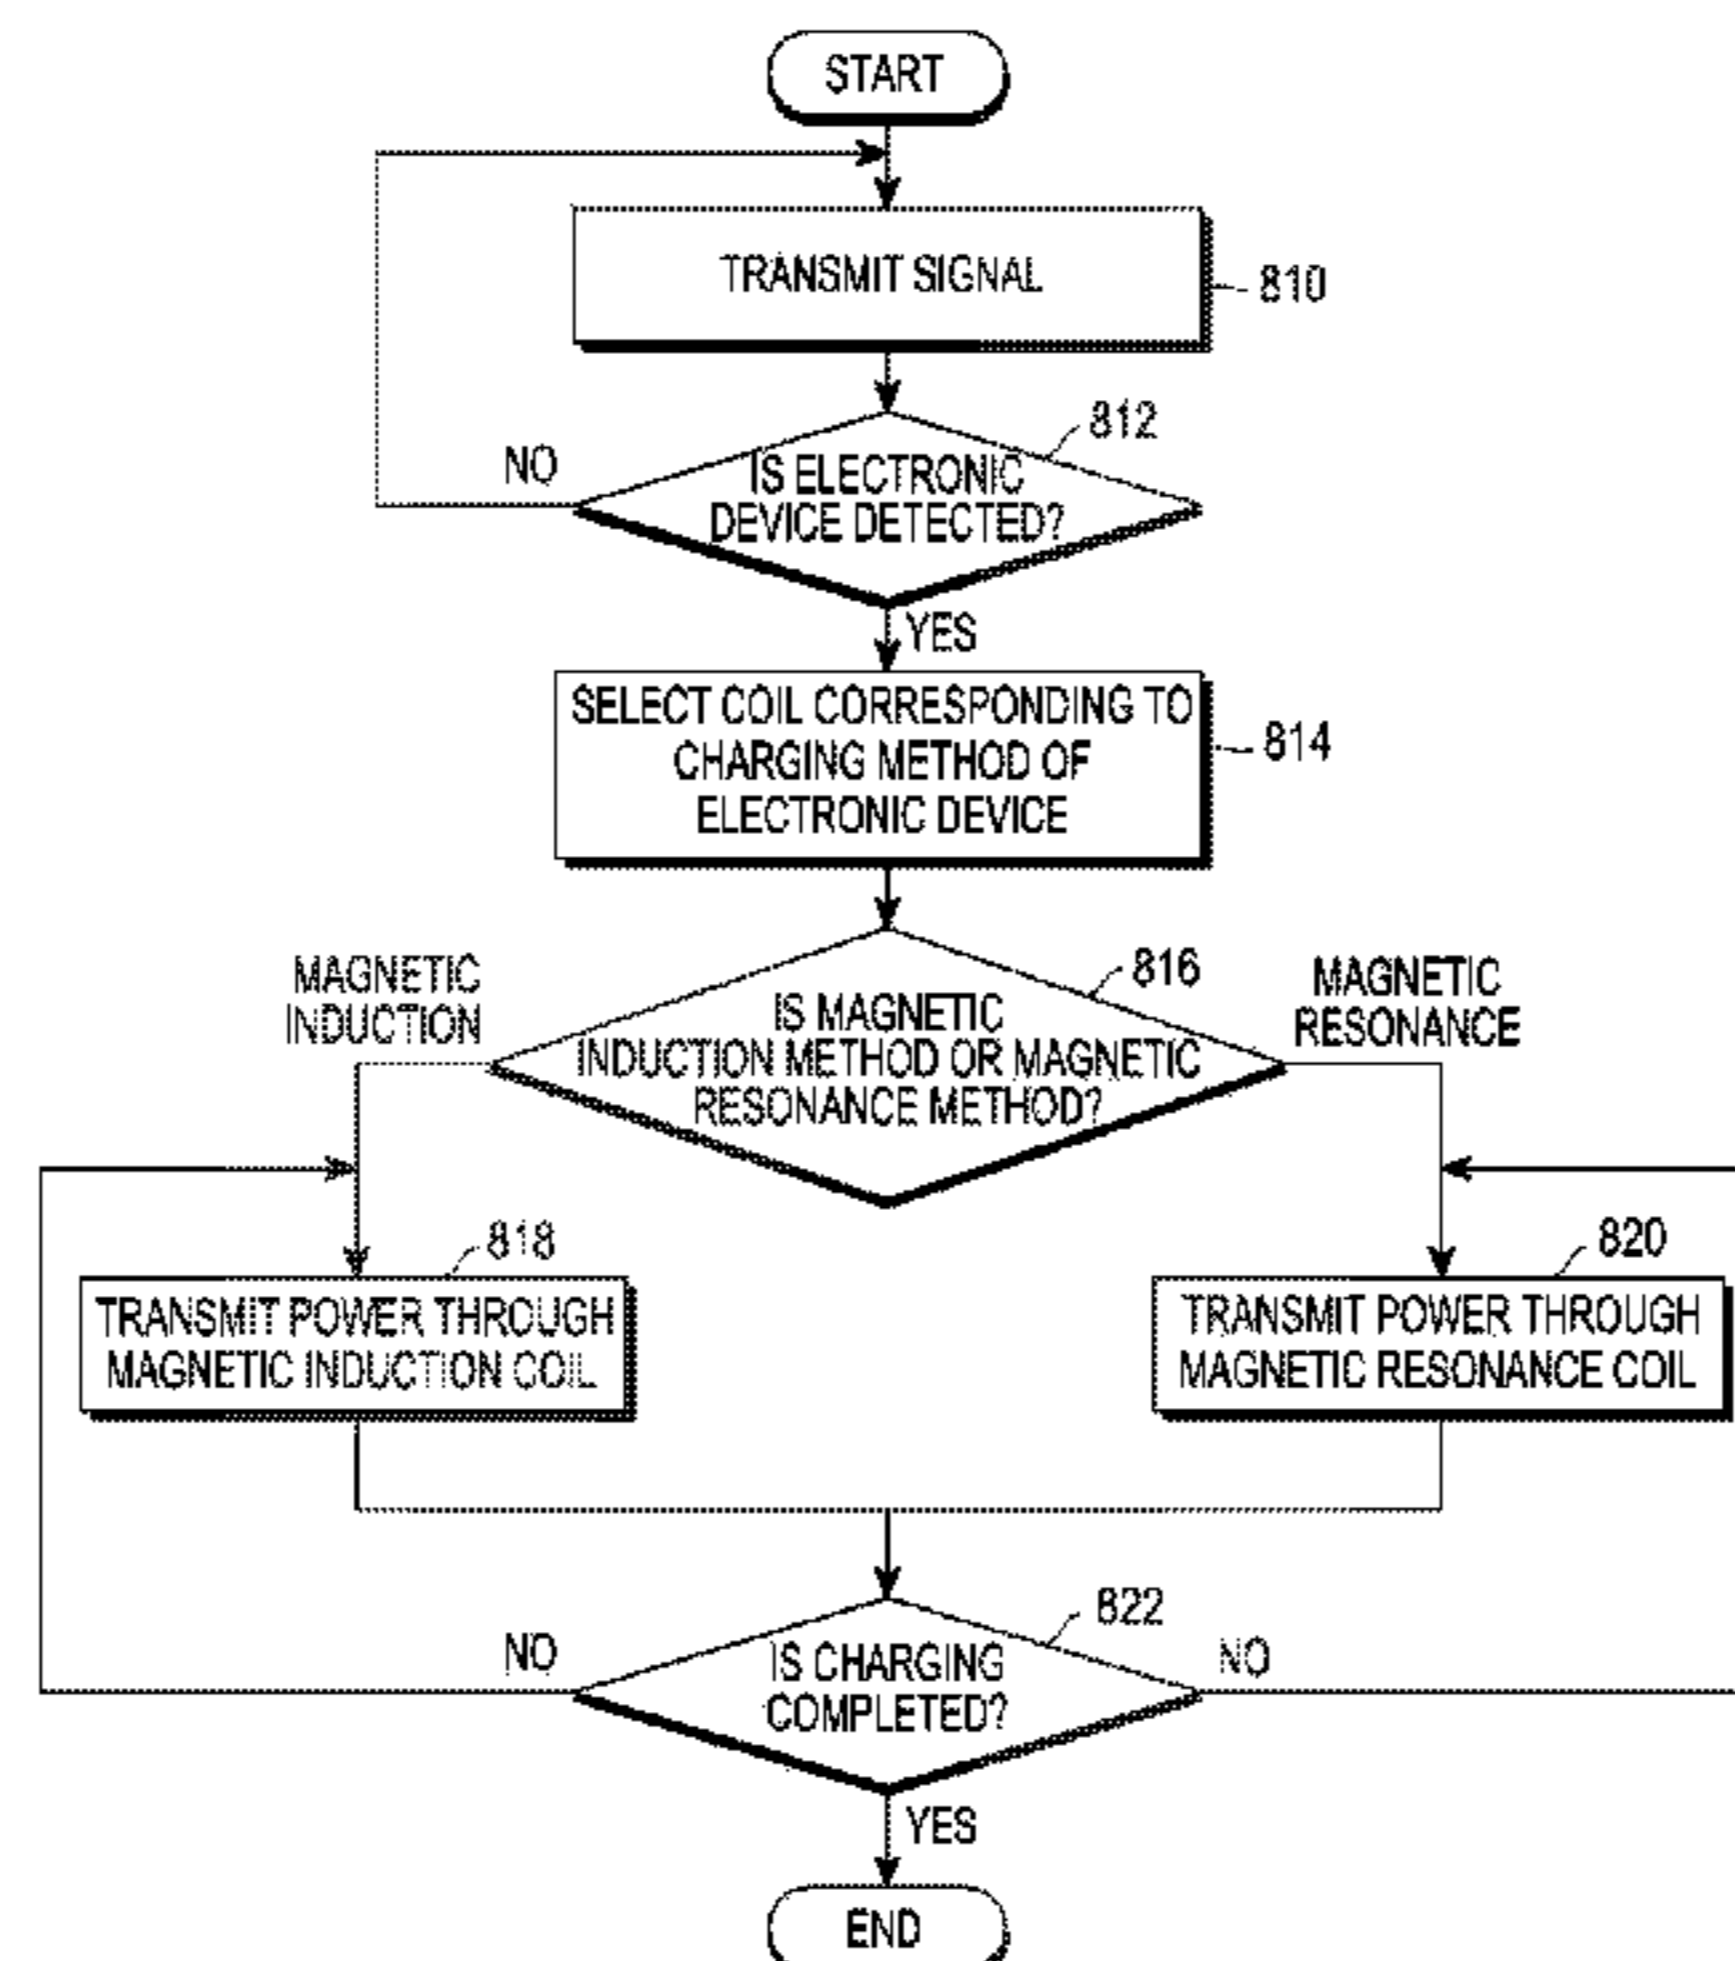 START
TRANSMIT SIGNAL
810
812
NO
IS ELECTRONIC
DEVICE DETECTED?
YES
SELECT COIL CORRESPONDING TO
CHARGING METHOD OF
ELECTRONIC DEVICE
814
MAGNETIC
INDUCTION
816
MAGNETIC
RESONANCE
IS MAGNETIC
INDUCTION METHOD OR MAGNETIC
RESONANCE METHOD?
818
TRANSMIT POWER THROUGH
MAGNETIC INDUCTION COIL
820
TRANSMIT POWER THROUGH
MAGNETIC RESONANCE COIL
822
NO
IS CHARGING
COMPLETED?
NO
YES
END